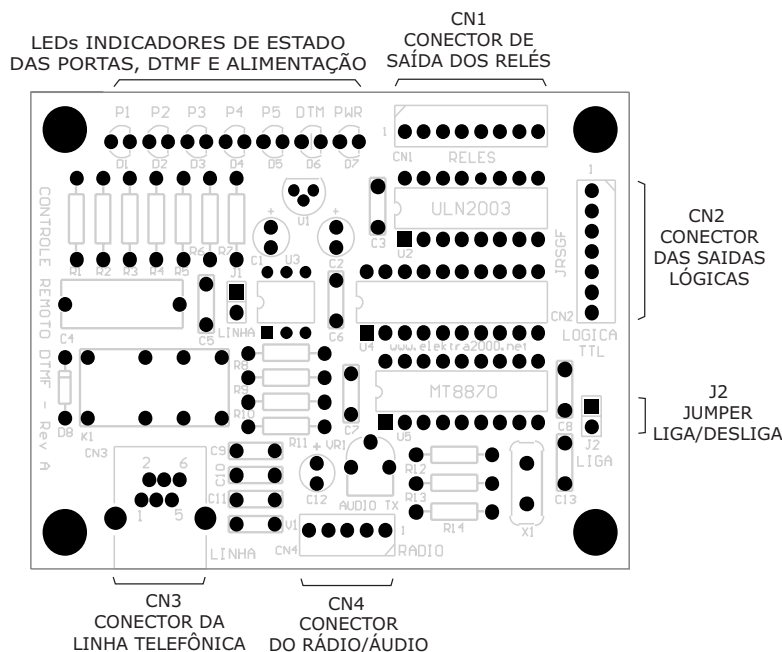 CN1
CONECTOR DE
SAÍDA DOS RELÉS
LEDs INDICADORES DE ESTADO
DAS PORTAS, DTMF E ALIMENTAÇÃO
P1 P2 P3 P4 P5 DTM PWR
D1 D2 D3 D4 D5 D6 D7
1
CN1 RELES
CONTROLE REMOTO DTMF - Rev A
U1
C3
ULN2003
U2
JRSGF
1
CN2
LOGICA
TTL
CN2
CONECTOR
DAS SAIDAS
LÓGICAS
R1 R2 R3 R4 R5 R6 R7
J1
LINHA
+
C1
+
C2
U3
C4
C5
C6
U4
www.elektra2000.net
MT8870
U5
C7
C8
J2
LIGA
J2
JUMPER
LIGA/DESLIGA
R8
R9
R10
R11
D8
K1
CN3
2 6
1 5
LINHA
C9
C10
C11
V1
+
C12
VR1
AUDIO TX
R12
R13
R14
X1
C13
CN4
1
RADIO
CN3
CONECTOR DA
LINHA TELEFÔNICA
CN4
CONECTOR
DO RÁDIO/ÁUDIO